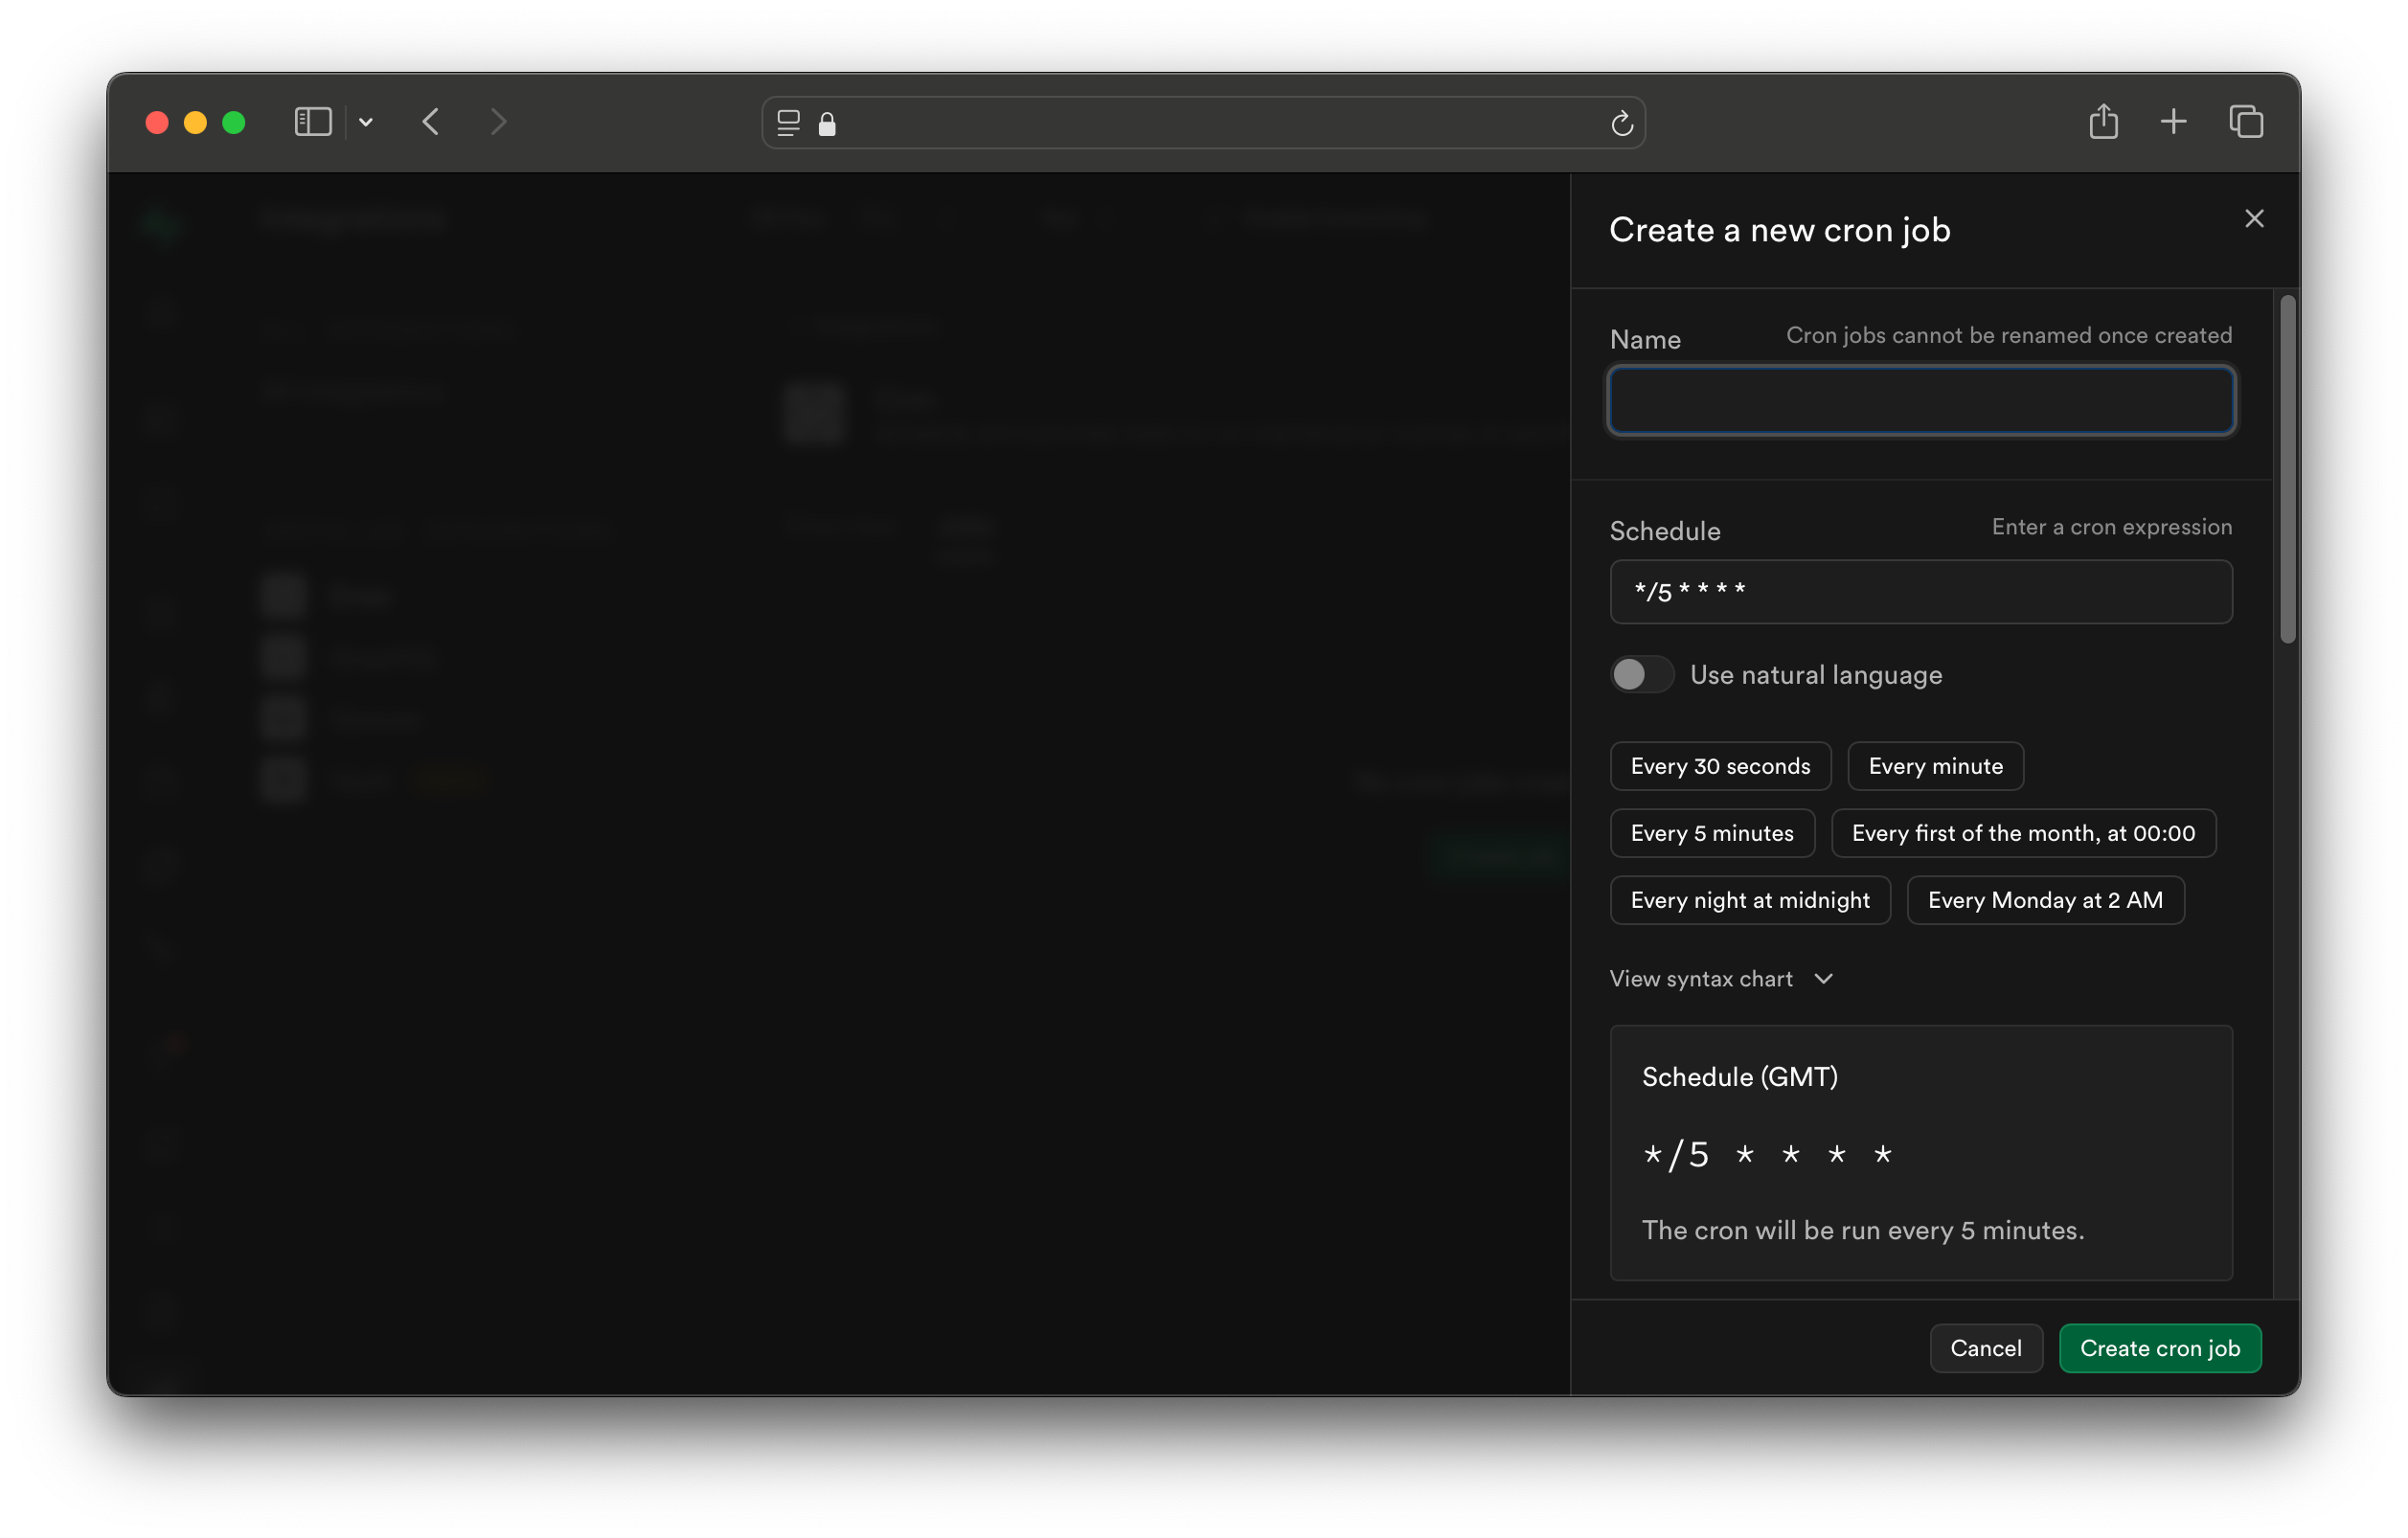 Create a new cron job
Name
Cron jobs cannot be renamed once created
Schedule
Enter a cron expression
*/5 * * * *
Use natural language
Every 30 seconds
Every minute
Every 5 minutes
Every first of the month, at 00:00
Every night at midnight
Every Monday at 2 AM
View syntax chart
Schedule (GMT)
*/5 * * * *
The cron will be run every 5 minutes.
Cancel
Create cron job